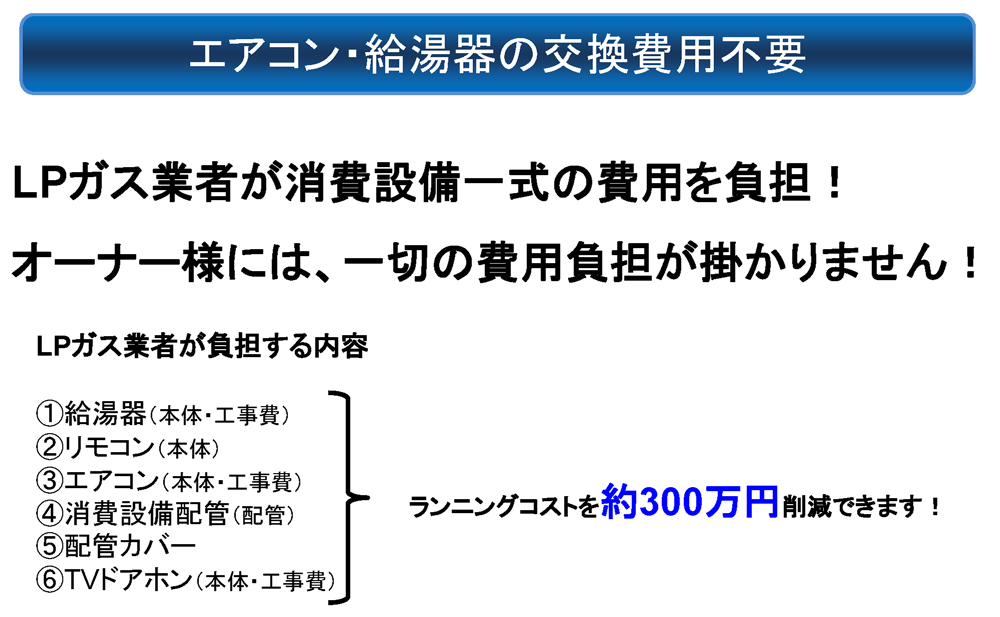 エアコン・給湯器の交換費用不要
LPガス業者が消費設備一式の費用を負担！
オーナー様には、一切の費用負担が掛かりません！
LPガス業者が負担する内容
①給湯器（本体・工事費）
②リモコン（本体）
③エアコン（本体・工事費）
④消費設備配管（配管）
⑤配管カバー
⑥TVドアホン（本体・工事費）
ランニングコストを約300万円削減できます！